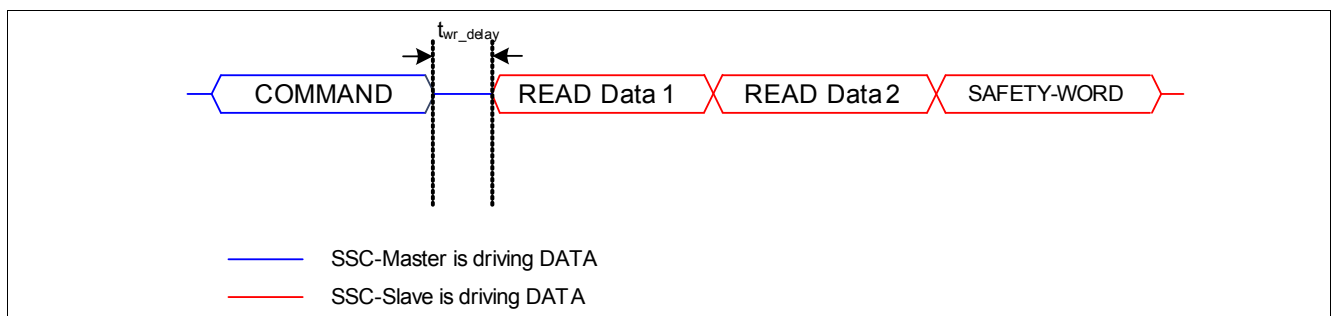 twr_delay
COMMAND READ Data 1 READ Data 2 SAFETY-WORD
SSC-Master is driving DATA
SSC-Slave is driving DATA